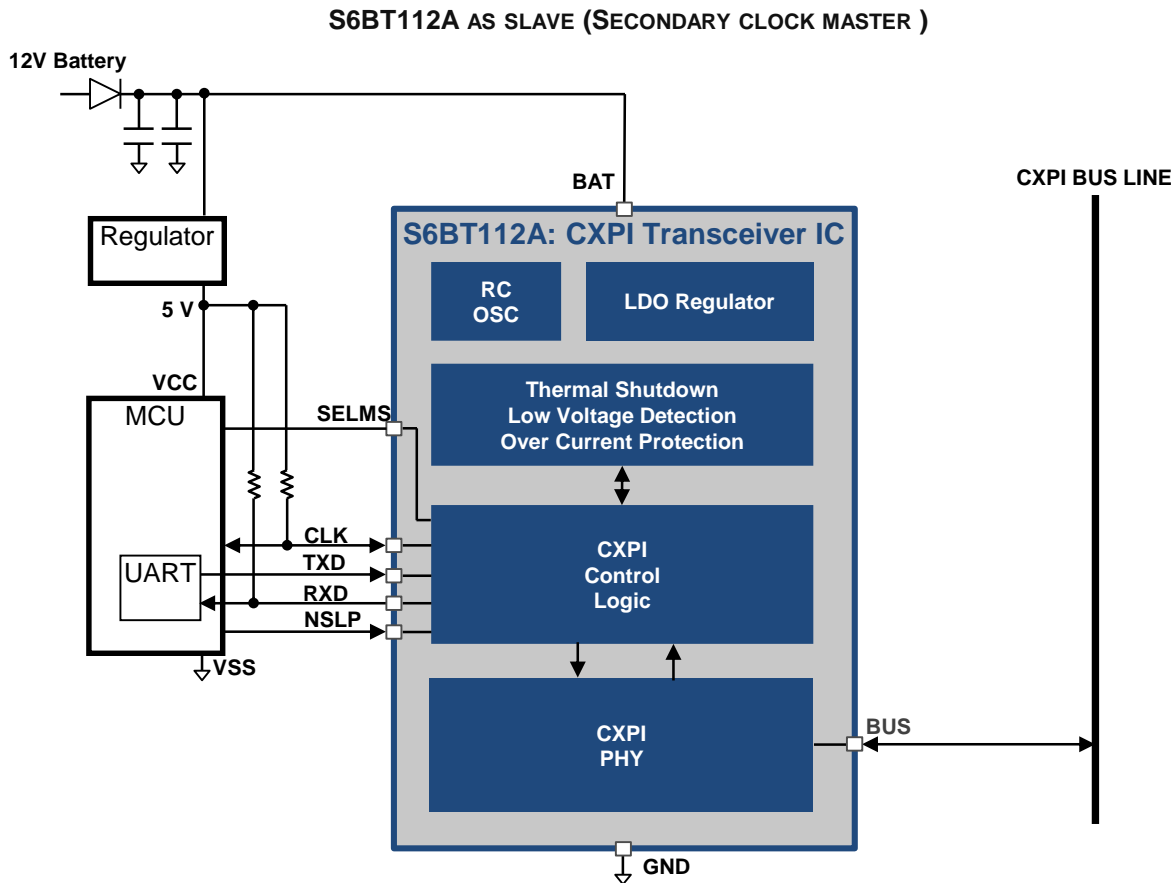 S6BT112A AS SLAVE (SECONDARY CLOCK MASTER )
12V Battery
BAT
CXPI BUS LINE
Regulator
S6BT112A: CXPI Transceiver IC
RC
OSC
LDO Regulator
5 V
VCC
MCU
SELMS
Thermal Shutdown
Low Voltage Detection
Over Current Protection
CLK
UART
TXD
RXD
NSLP
CXPI
Control
Logic
VSS
CXPI
PHY
BUS
GND